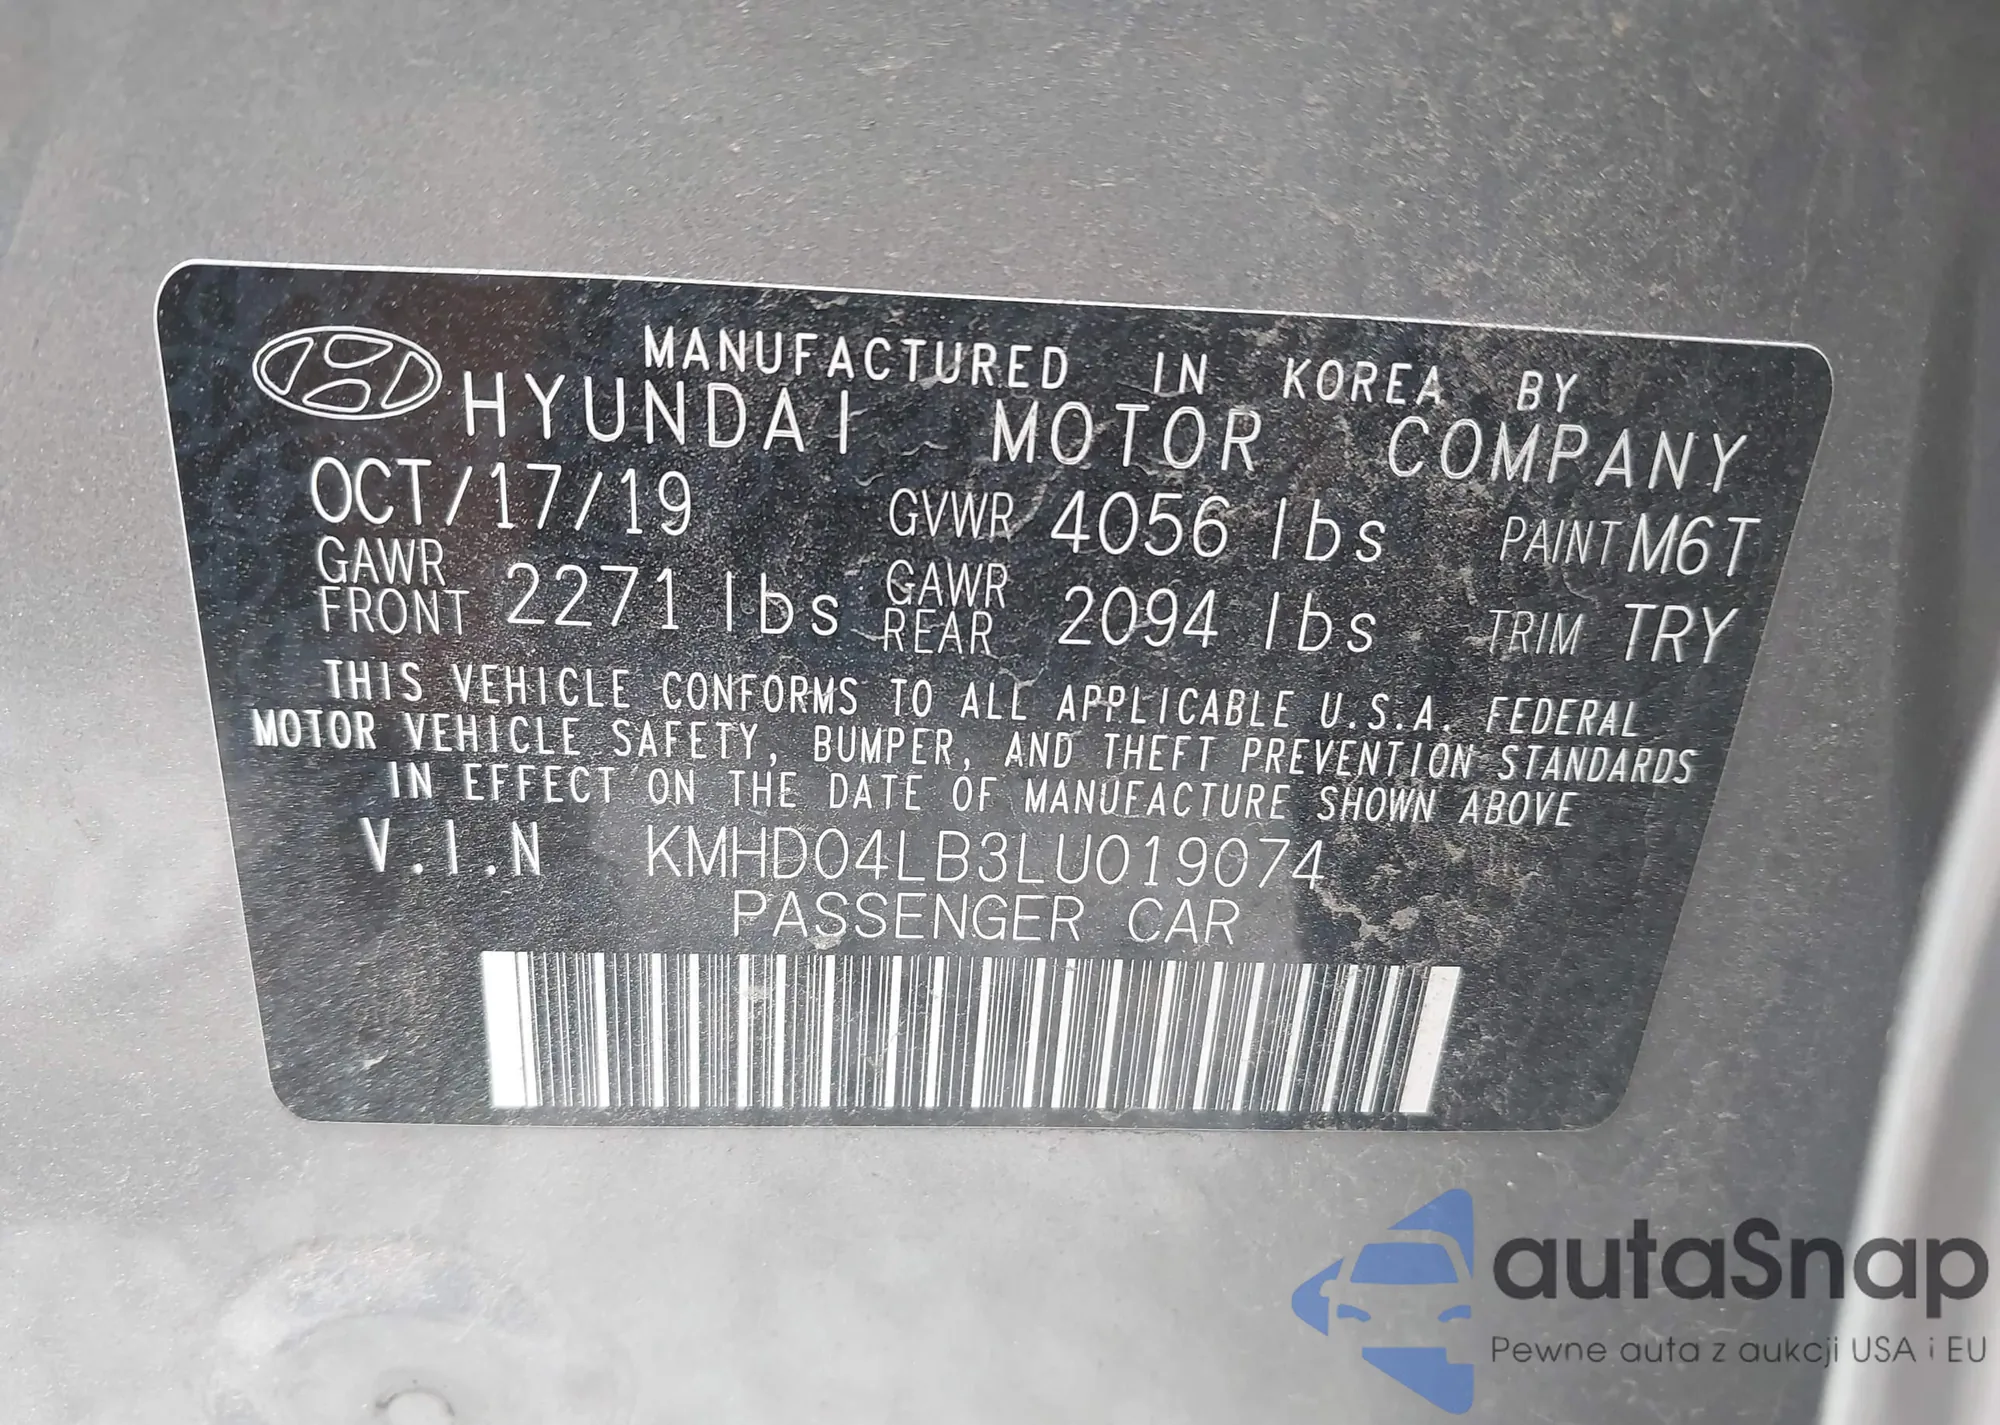 MANUFACTURED IN KOREA BY
HYUNDAI MOTOR COMPANY
OCT/17/19 GVWR 4056 lbs PAINT M6T
GAWR FRONT 2271 lbs GAWR REAR 2094 lbs TRIM TRY
THIS VEHICLE CONFORMS TO ALL APPLICABLE U.S.A. FEDERAL
MOTOR VEHICLE SAFETY, BUMPER, AND THEFT PREVENTION STANDARDS
IN EFFECT ON THE DATE OF MANUFACTURE SHOWN ABOVE
V.I.N KMHD04LB3LU019074
PASSENGER CAR
autaSnap
Pewne auta z aukcji USA i EU